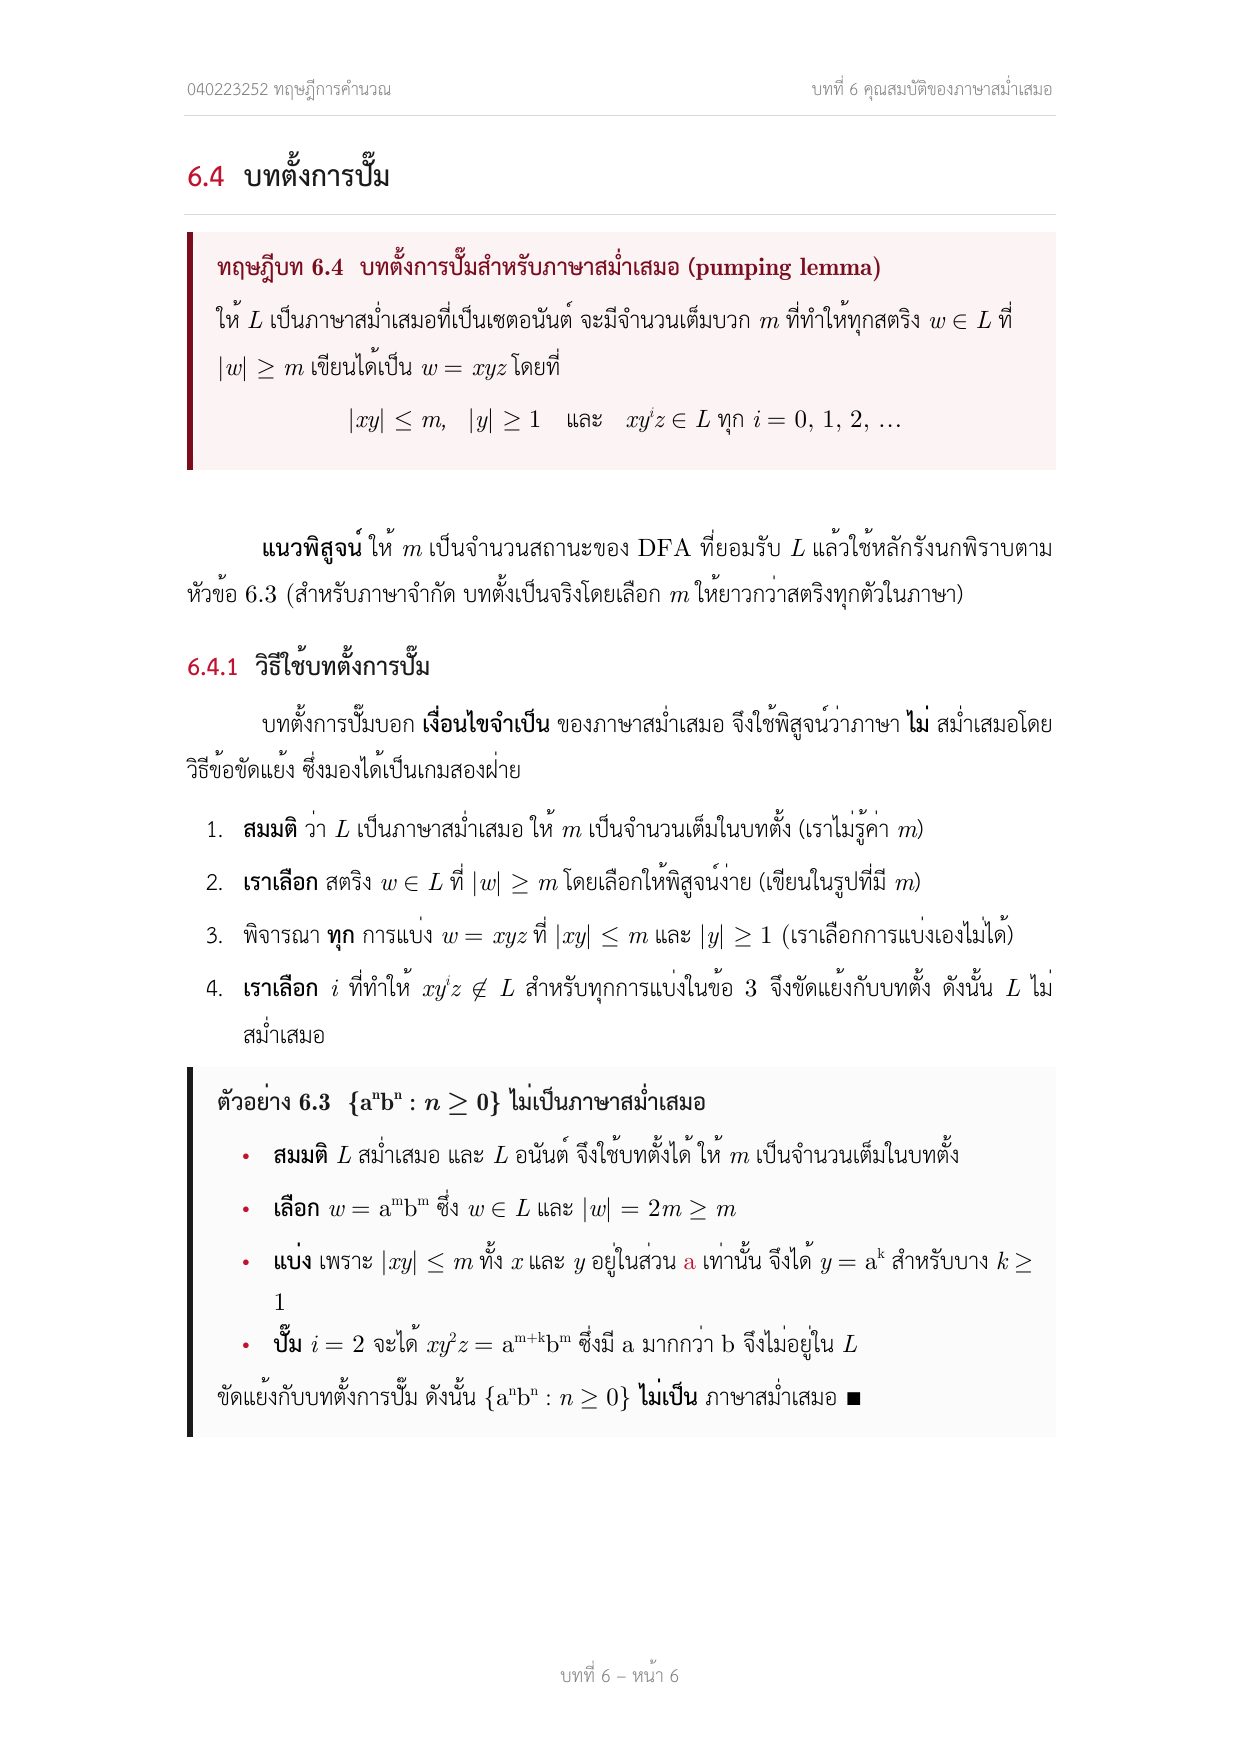 040223252 ทฤษฎีการคำนวณ
บทที่ 6 คุณสมบัติของภาษาสม่ำเสมอ
6.4 บทตั้งการปั๊ม
ทฤษฎีบท 6.4 บทตั้งการปั๊มสำหรับภาษาสม่ำเสมอ (pumping lemma)
ให้ L เป็นภาษาสม่ำเสมอที่เป็นเซตอนันต์ จะมีจำนวนเต็มบวก m ที่ทำให้ทุกสตริง w ∈ L ที่
|w| ≥ m เขียนได้เป็น w = xyz โดยที่
|xy| ≤ m, |y| ≥ 1 และ xyⁱz ∈ L ทุก i = 0, 1, 2, …
แนวพิสูจน์ ให้ m เป็นจำนวนสถานะของ DFA ที่ยอมรับ L แล้วใช้หลักรังนกพิราบตาม
หัวข้อ 6.3 (สำหรับภาษาจำกัด บทตั้งเป็นจริงโดยเลือก m ให้ยาวกว่าสตริงทุกตัวในภาษา)
6.4.1 วิธีใช้บทตั้งการปั๊ม
บทตั้งการปั๊มบอก เงื่อนไขจำเป็น ของภาษาสม่ำเสมอ จึงใช้พิสูจน์ว่าภาษา ไม่ สม่ำเสมอโดย
วิธีข้อขัดแย้ง ซึ่งมองได้เป็นเกมสองฝ่าย
1. สมมติ ว่า L เป็นภาษาสม่ำเสมอ ให้ m เป็นจำนวนเต็มในบทตั้ง (เราไม่รู้ค่า m)
2. เราเลือก สตริง w ∈ L ที่ |w| ≥ m โดยเลือกให้พิสูจน์ง่าย (เขียนในรูปที่มี m)
3. พิจารณา ทุก การแบ่ง w = xyz ที่ |xy| ≤ m และ |y| ≥ 1 (เราเลือกการแบ่งเองไม่ได้)
4. เราเลือก i ที่ทำให้ xyⁱz ∉ L สำหรับทุกการแบ่งในข้อ 3 จึงขัดแย้งกับบทตั้ง ดังนั้น L ไม่
สม่ำเสมอ
ตัวอย่าง 6.3 {aⁿbⁿ : n ≥ 0} ไม่เป็นภาษาสม่ำเสมอ
• สมมติ L สม่ำเสมอ และ L อนันต์ จึงใช้บทตั้งได้ ให้ m เป็นจำนวนเต็มในบทตั้ง
• เลือก w = aᵐbᵐ ซึ่ง w ∈ L และ |w| = 2m ≥ m
• แบ่ง เพราะ |xy| ≤ m ทั้ง x และ y อยู่ในส่วน a เท่านั้น จึงได้ y = aᵏ สำหรับบาง k ≥
1
• ปั๊ม i = 2 จะได้ xy²z = aᵐ⁺ᵏbᵐ ซึ่งมี a มากกว่า b จึงไม่อยู่ใน L
ขัดแย้งกับบทตั้งการปั๊ม ดังนั้น {aⁿbⁿ : n ≥ 0} ไม่เป็น ภาษาสม่ำเสมอ ■
บทที่ 6 – หน้า 6